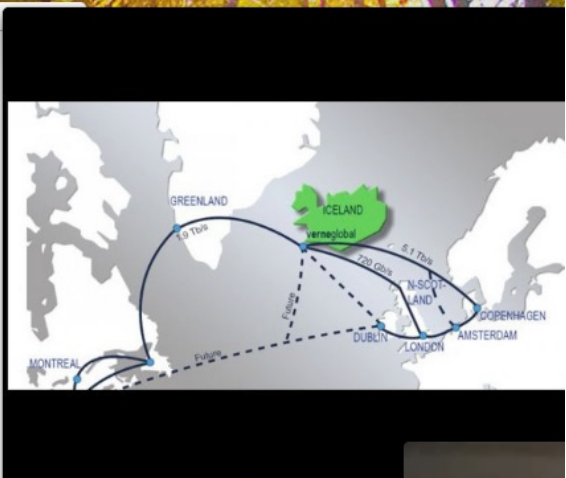 GREENLAND
1.9 Tb/s
ICELAND
verneglobal
5.1 Tb/s
720 Gb/s
N-SCOT-
LAND
Future
COPENHAGEN
AMSTERDAM
DUBLIN
LONDON
Future
MONTREAL